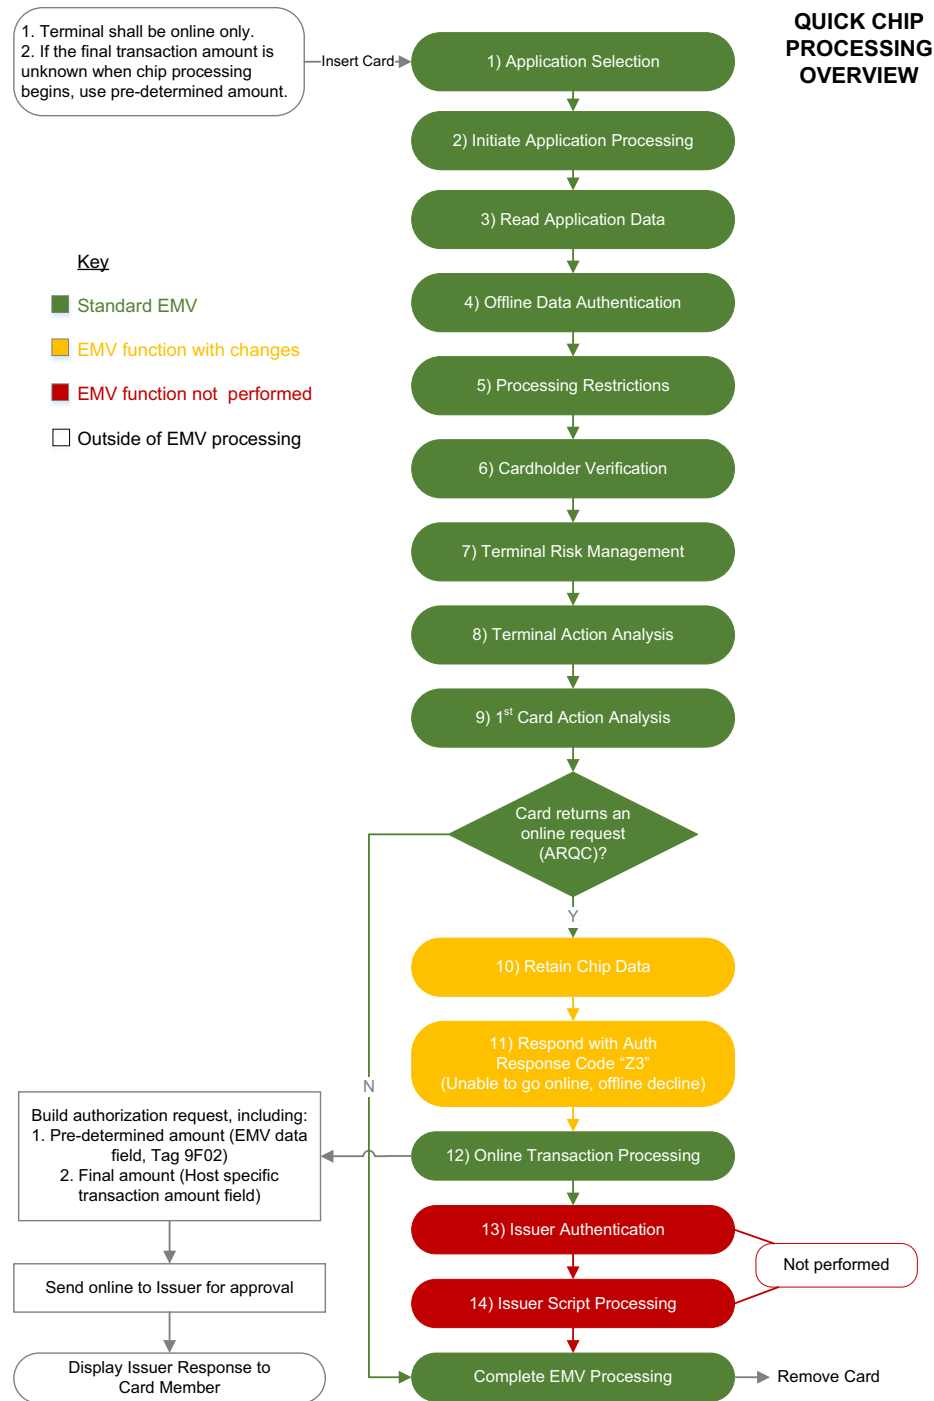 QUICK CHIP
PROCESSING
OVERVIEW
1. Terminal shall be online only.
2. If the final transaction amount is
unknown when chip processing
begins, use pre-determined amount.
Insert Card
1) Application Selection
2) Initiate Application Processing
3) Read Application Data
Key
Standard EMV
EMV function with changes
EMV function not  performed
Outside of EMV processing
4) Offline Data Authentication
5) Processing Restrictions
6) Cardholder Verification
7) Terminal Risk Management
8) Terminal Action Analysis
9) 1st Card Action Analysis
Card returns an
online request
(ARQC)?
Y
N
10) Retain Chip Data
11) Respond with Auth
Response Code “Z3”
(Unable to go online, offline decline)
12) Online Transaction Processing
Build authorization request, including:
1. Pre-determined amount (EMV data
field, Tag 9F02)
2. Final amount (Host specific
transaction amount field)
Send online to Issuer for approval
Display Issuer Response to
Card Member
13) Issuer Authentication
14) Issuer Script Processing
Not performed
Complete EMV Processing
Remove Card